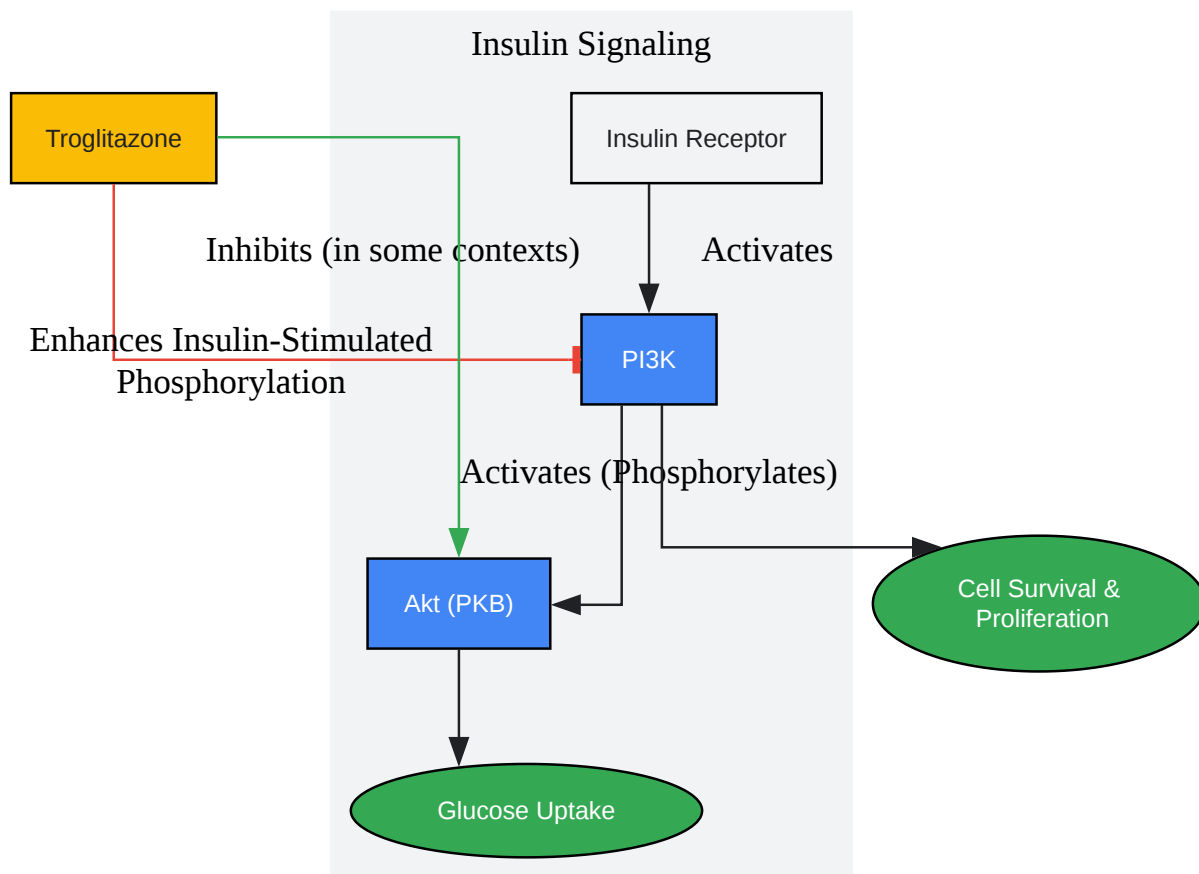 Insulin Signaling
Troglitazone
Insulin Receptor
Inhibits (in some contexts)
Activates
Enhances Insulin-Stimulated
Phosphorylation
PI3K
Activates (Phosphorylates)
Akt (PKB)
Cell Survival &
Proliferation
Glucose Uptake